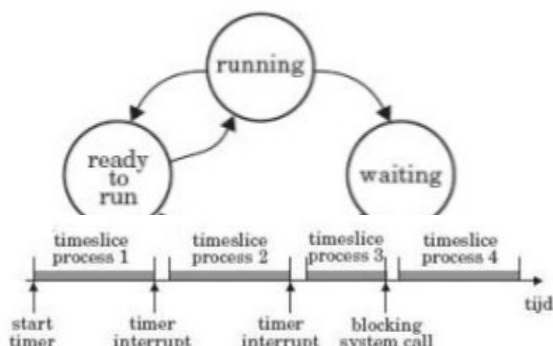 running
ready
to
run
waiting
timeslice
process 1
timeslice
process 2
timeslice
process 3
timeslice
process 4
tijd
start
timer
timer
interrupt
timer
interrupt
blocking
system call